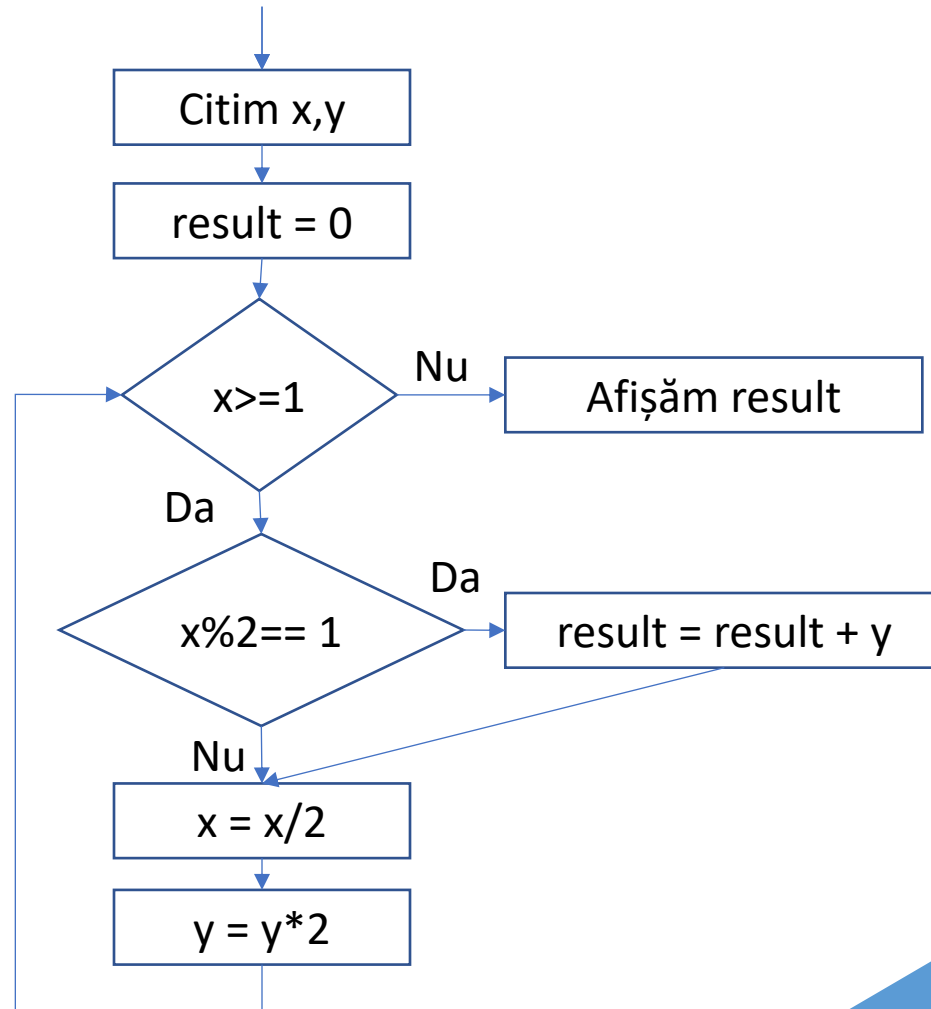 Citim x,y
result = 0
x>=1
Nu
Afișăm result
Da
x%2== 1
Da
result = result + y
Nu
x = x/2
y = y*2